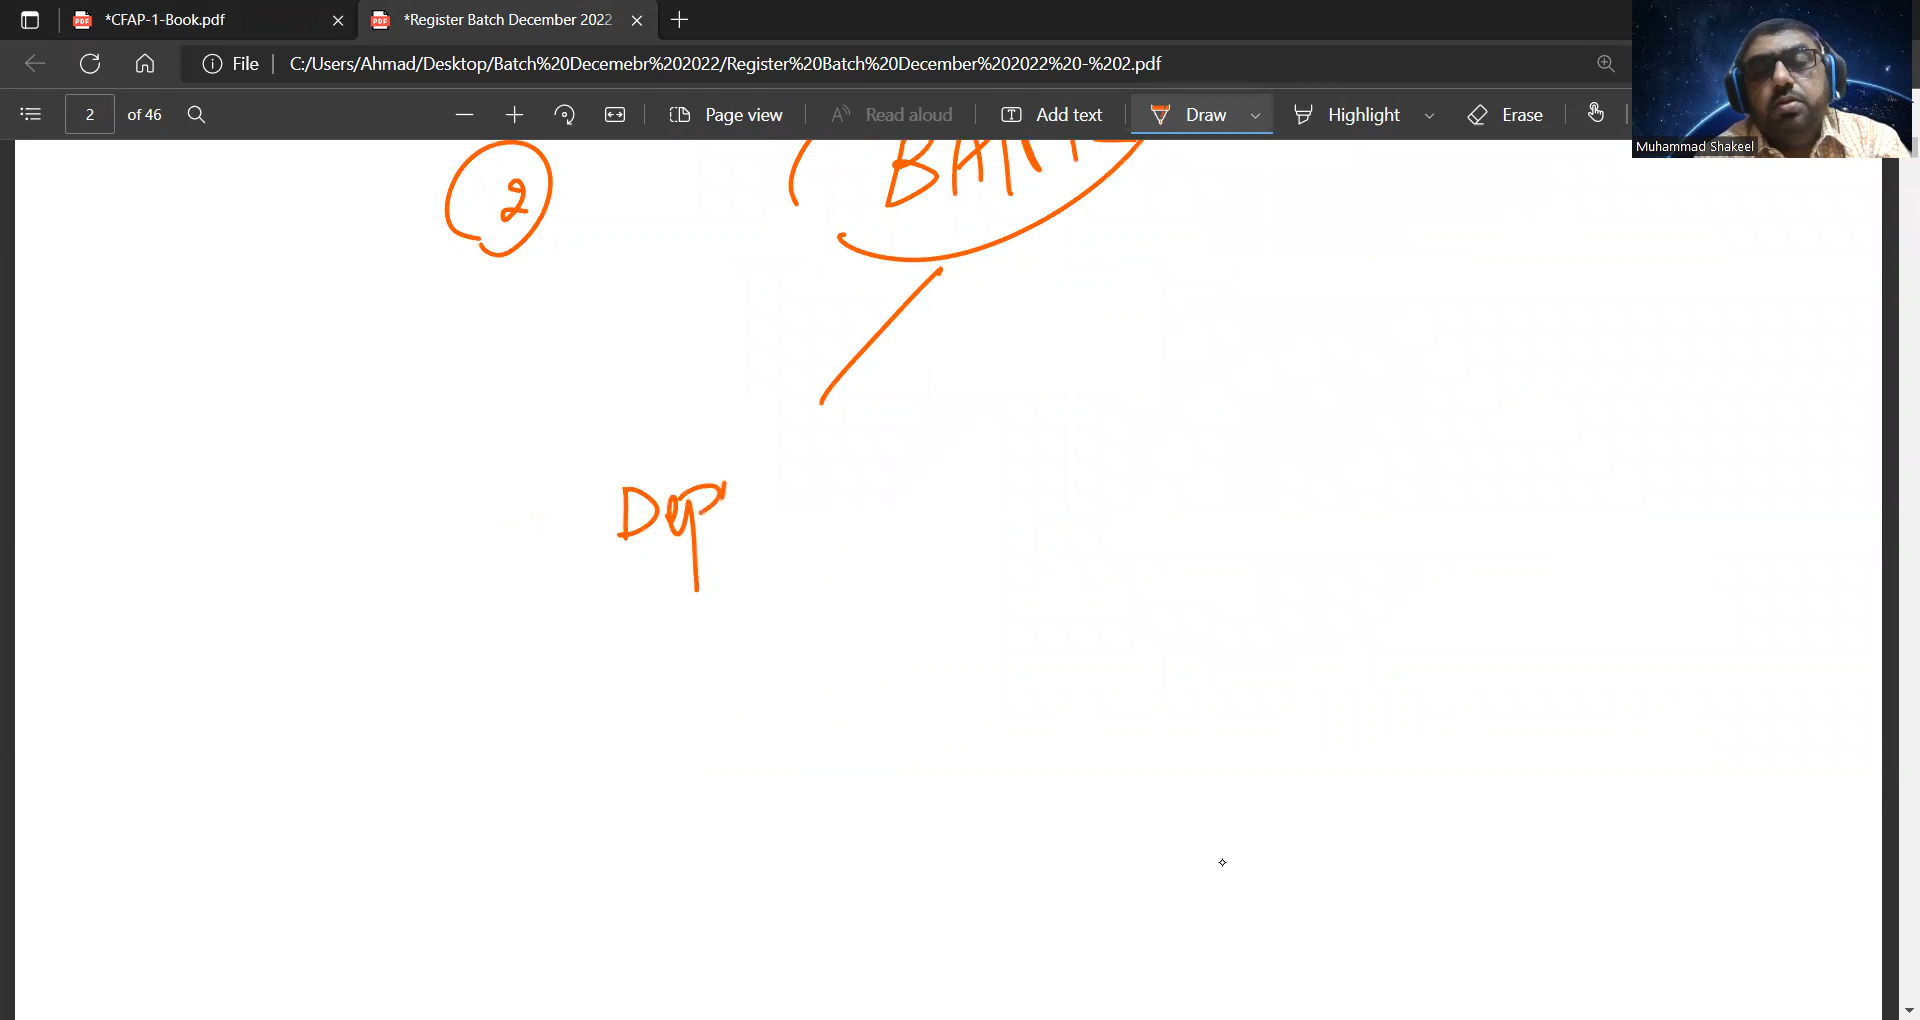 *CFAP-1-Book.pdf
*Register Batch December 2022
File
C:/Users/Ahmad/Desktop/Batch%20Decemebr%202022/Register%20Batch%20December%202022%20-%202.pdf
2 of 46
Page view
Read aloud
Add text
Draw
Highlight
Erase
Muhammad Shakeel
2
Dep